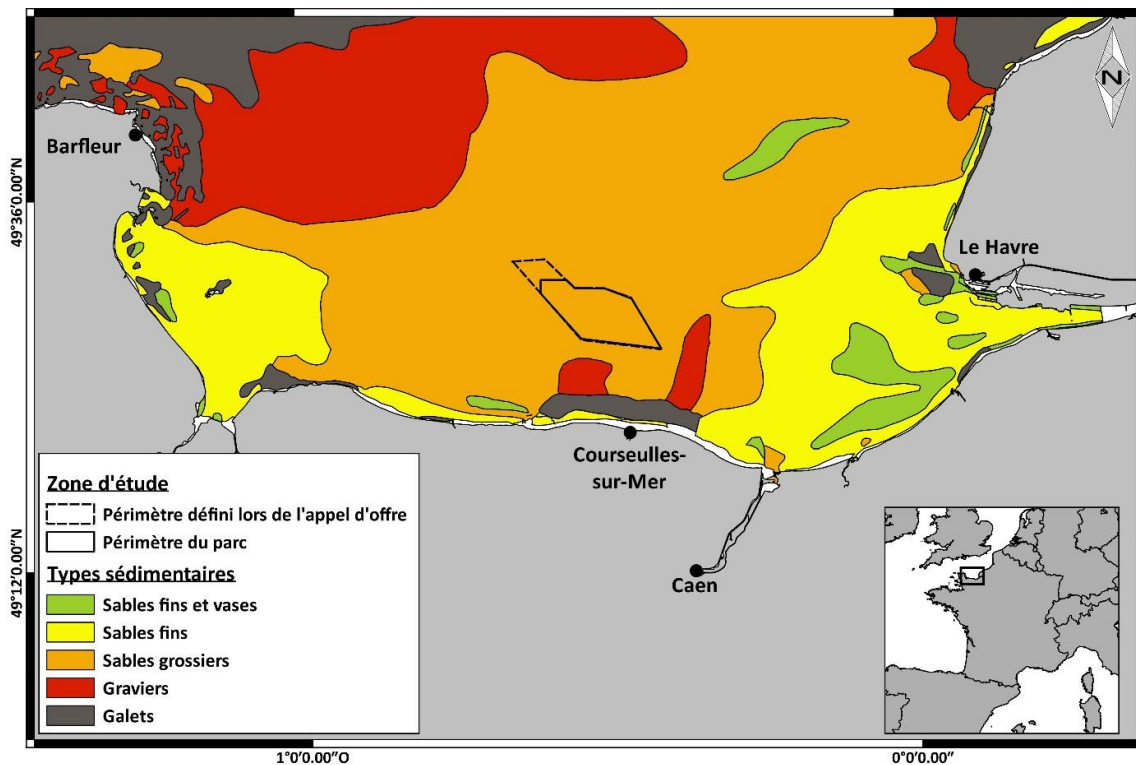 N
Barfleur
49°36'0.00"N
Le Havre
Courseulles-
sur-Mer
Caen
49°12'0.00"N
Zone d'étude
Périmètre défini lors de l'appel d'offre
Périmètre du parc
Types sédimentaires
Sables fins et vases
Sables fins
Sables grossiers
Graviers
Galets
1°0'0.00"O
0°0'0.00"